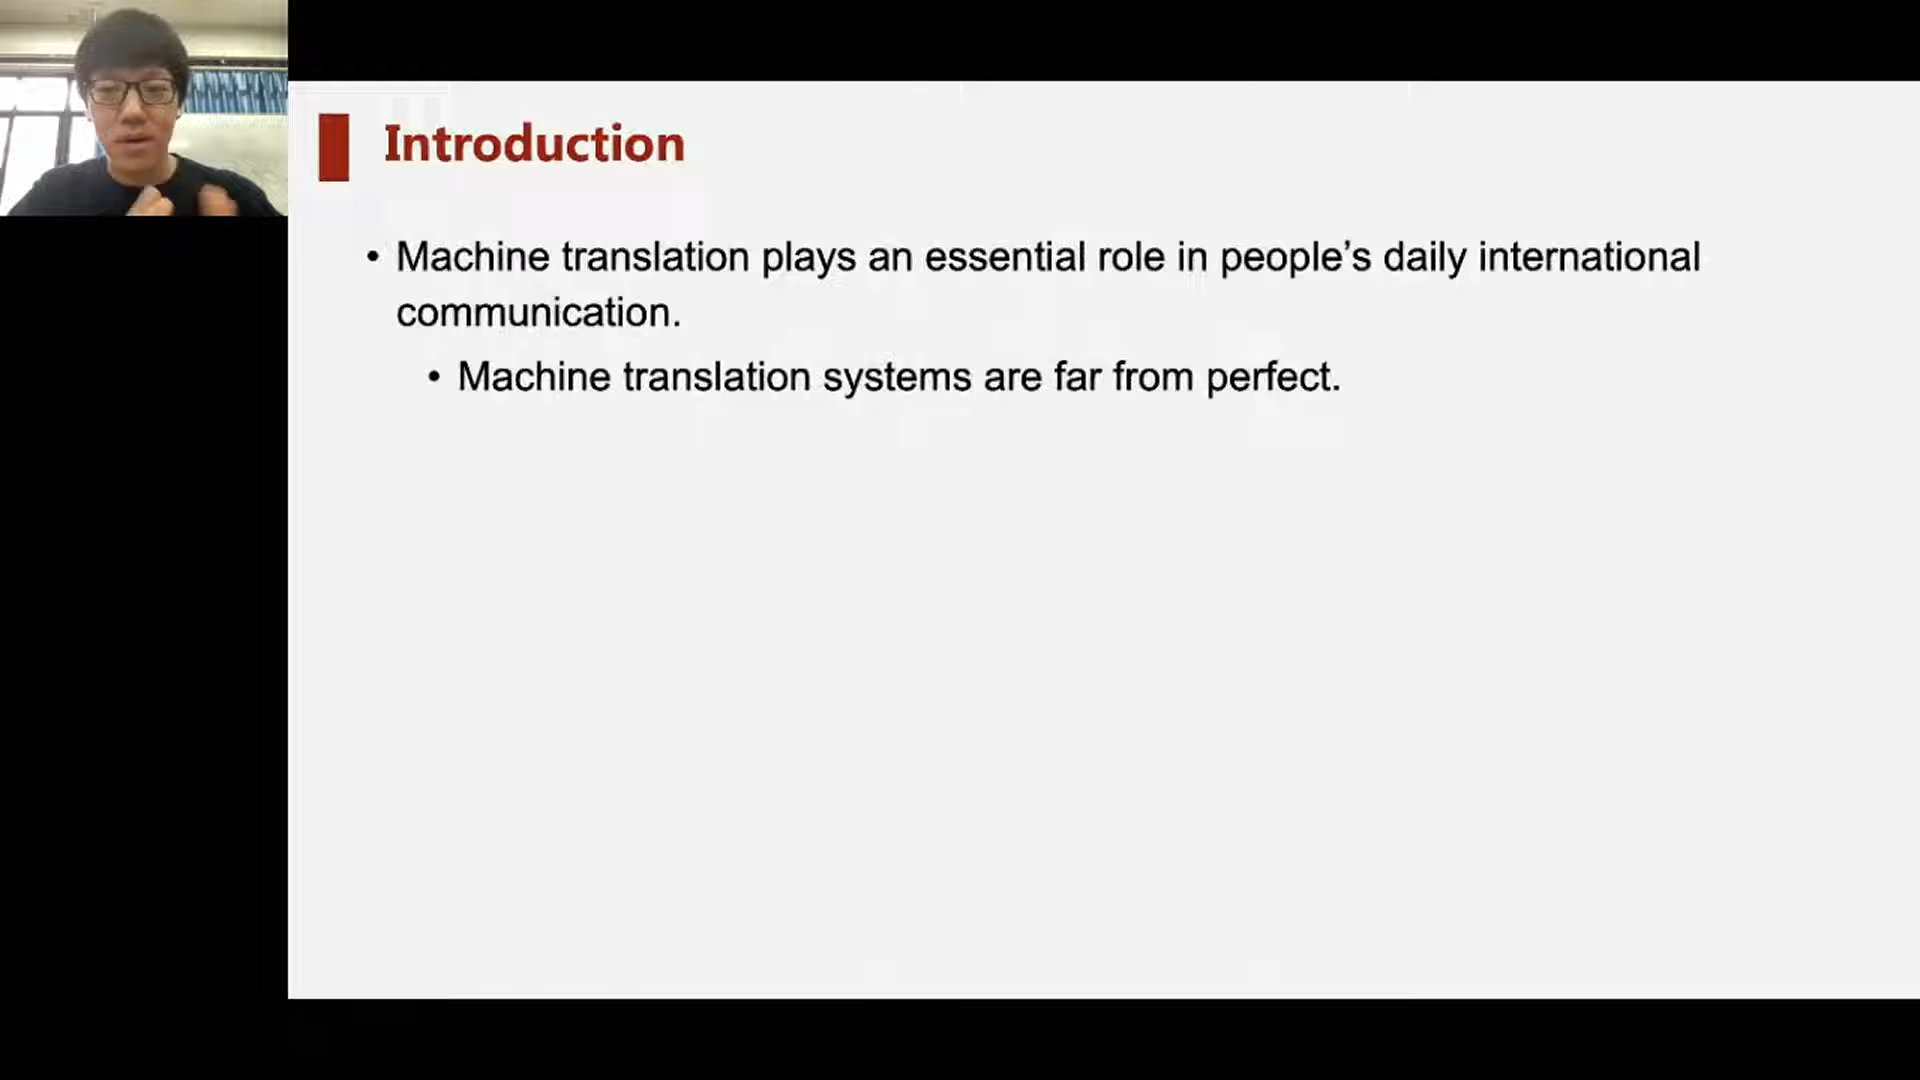 Introduction
• Machine translation plays an essential role in people’s daily international
communication.
• Machine translation systems are far from perfect.